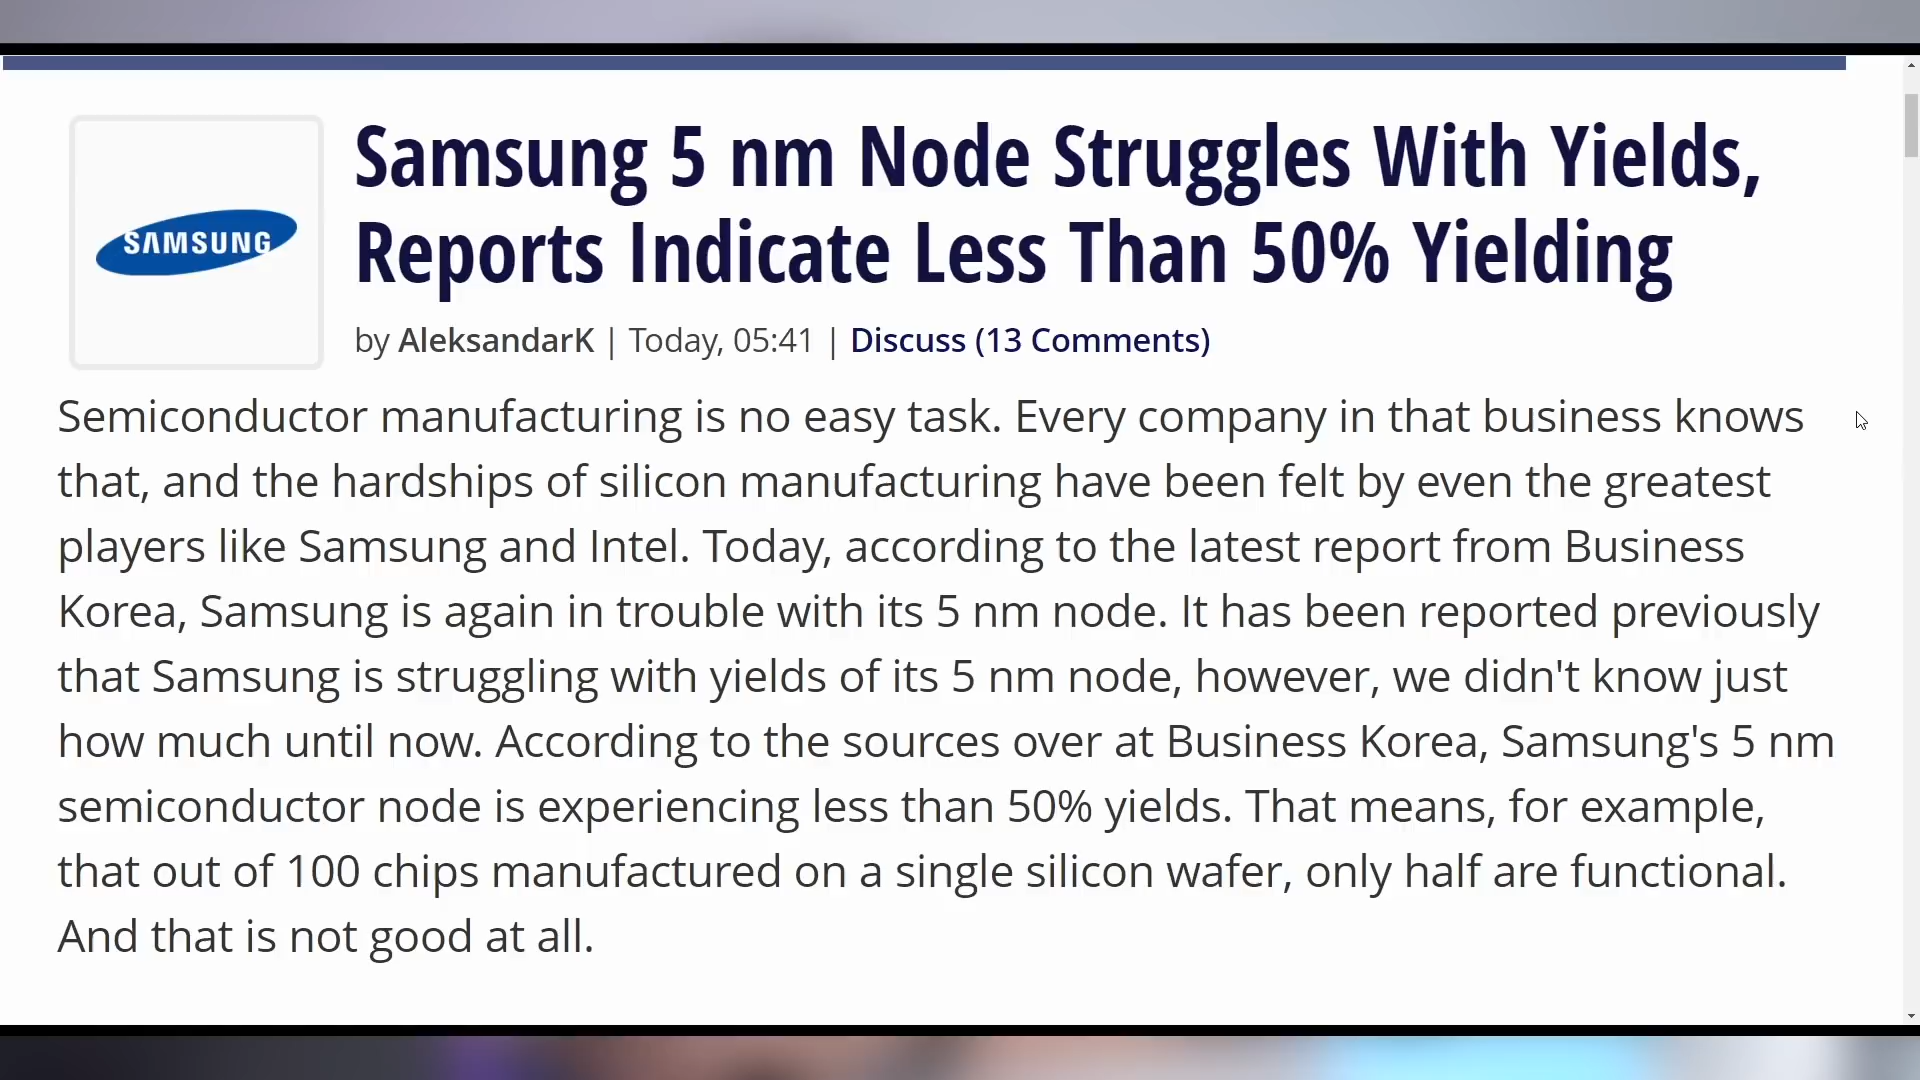 SAMSUNG
Samsung 5 nm Node Struggles With Yields,
Reports Indicate Less Than 50% Yielding
by AleksandarK | Today, 05:41 | Discuss (13 Comments)
Semiconductor manufacturing is no easy task. Every company in that business knows
that, and the hardships of silicon manufacturing have been felt by even the greatest
players like Samsung and Intel. Today, according to the latest report from Business
Korea, Samsung is again in trouble with its 5 nm node. It has been reported previously
that Samsung is struggling with yields of its 5 nm node, however, we didn't know just
how much until now. According to the sources over at Business Korea, Samsung's 5 nm
semiconductor node is experiencing less than 50% yields. That means, for example,
that out of 100 chips manufactured on a single silicon wafer, only half are functional.
And that is not good at all.